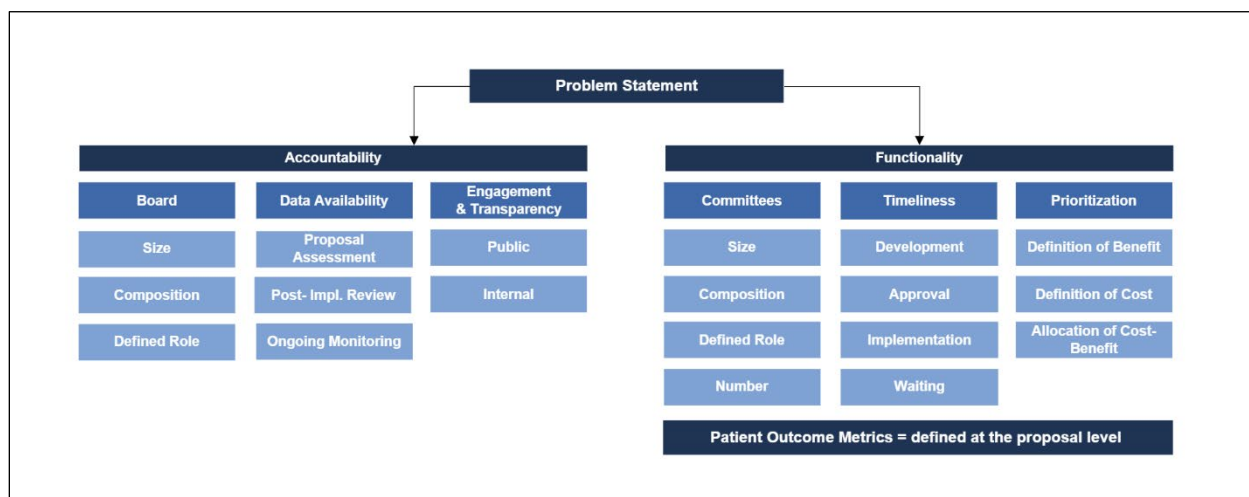 Problem Statement
Accountability
Board
Size
Composition
Defined Role
Data Availability
Proposal
Assessment
Post- Impl. Review
Ongoing Monitoring
Engagement
& Transparency
Public
Internal
Functionality
Committees
Size
Composition
Defined Role
Number
Timeliness
Development
Approval
Implementation
Waiting
Prioritization
Definition of Benefit
Definition of Cost
Allocation of Cost-
Benefit
Patient Outcome Metrics = defined at the proposal level